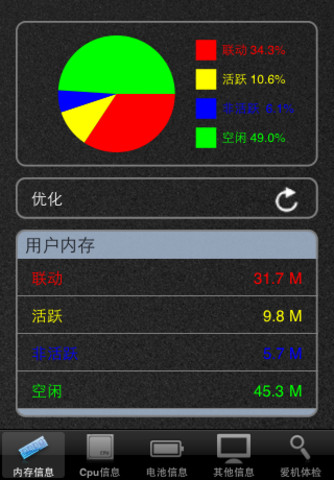 联动 34.3%
活跃 10.6%
非活跃 6.1%
空闲 49.0%
优化
用户内存
联动 31.7 M
活跃 9.8 M
非活跃 5.7 M
空闲 45.3 M
内存信息 Cpu信息 电池信息 其他信息 爱机体检